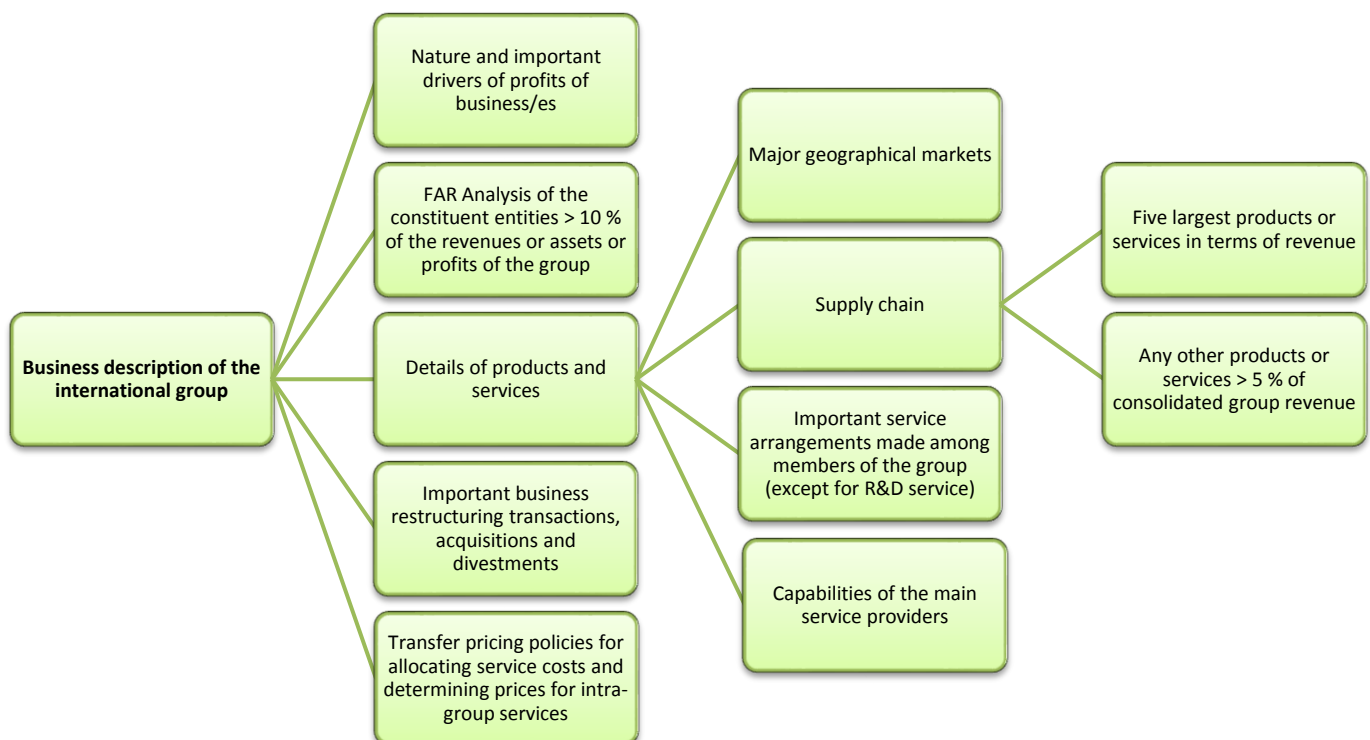 Business description of the
international group
Nature and important
drivers of profits of
business/es
FAR Analysis of the
constituent entities > 10 %
of the revenues or assets or
profits of the group
Details of products and
services
Important business
restructuring transactions,
acquisitions and
divestments
Transfer pricing policies for
allocating service costs and
determining prices for intra-
group services
Major geographical markets
Supply chain
Important service
arrangements made among
members of the group
(except for R&D service)
Capabilities of the main
service providers
Five largest products or
services in terms of revenue
Any other products or
services > 5 % of
consolidated group revenue